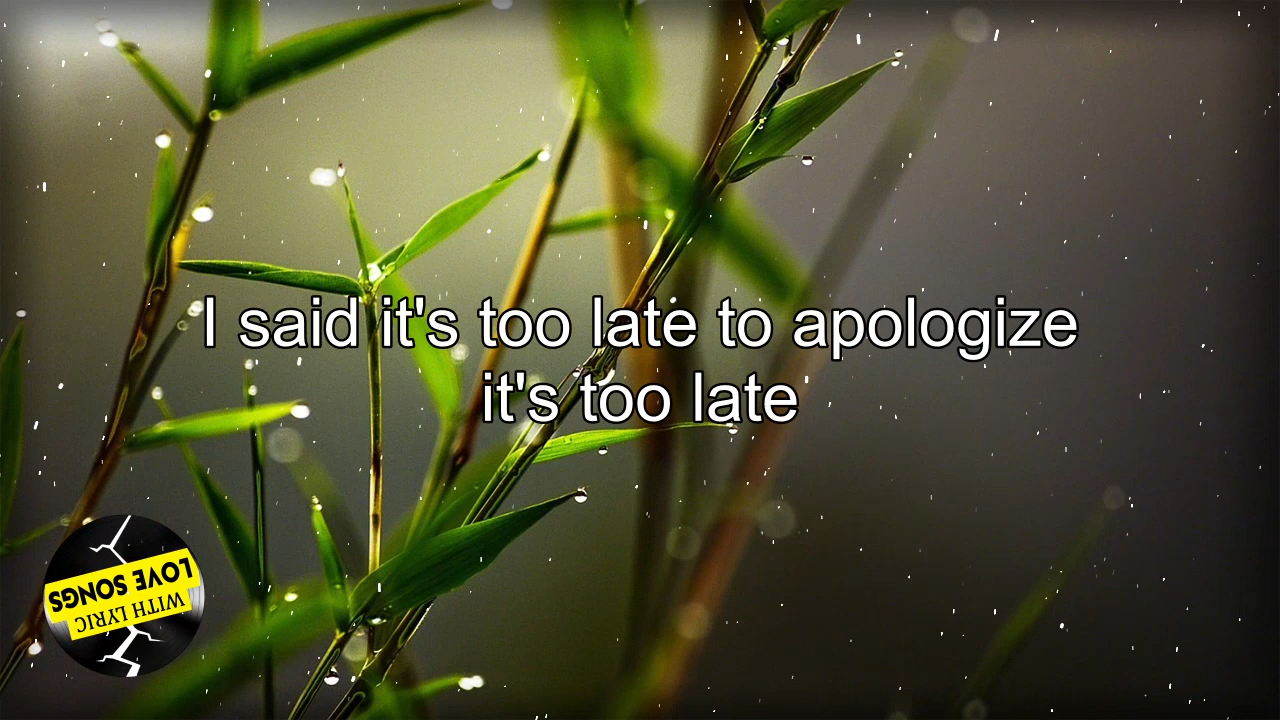 I said it's too late to apologize
it's too late
LOVE SONGS
WITH LYRIC